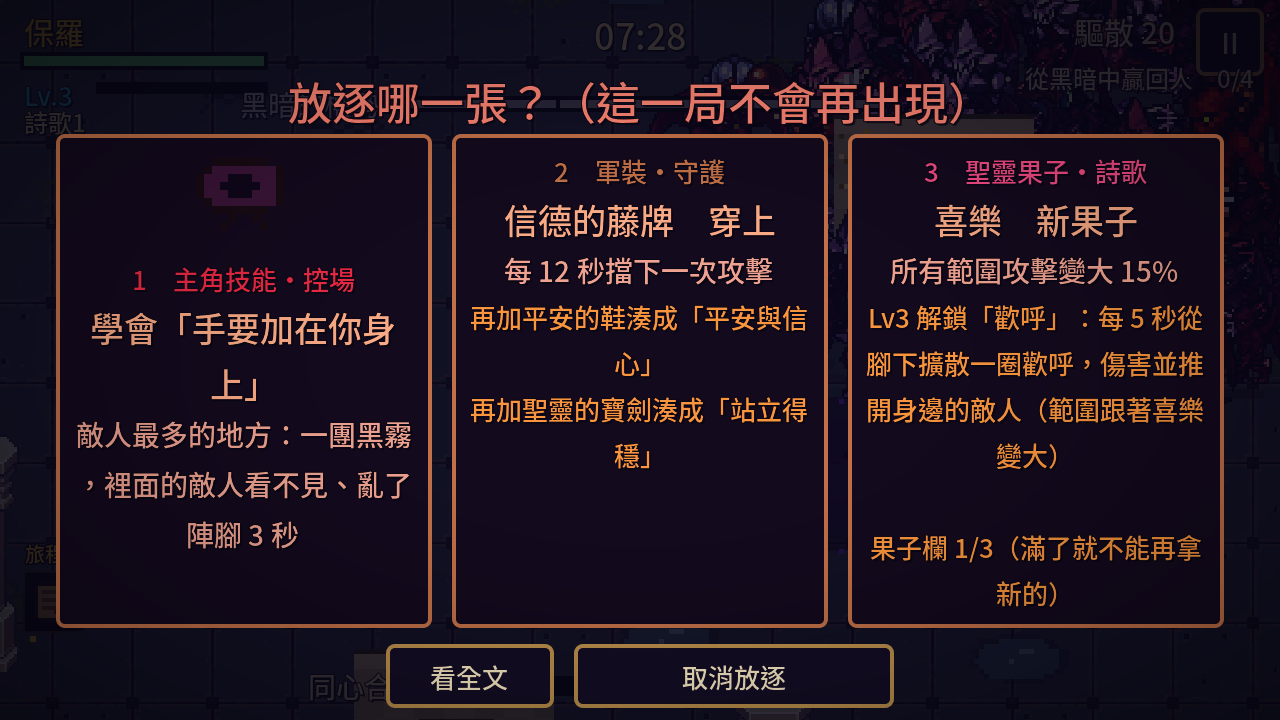 保羅
07:28
驅散 20
從黑暗中贏回人 0/4
Lv.3
詩歌1
放逐哪一張？（這一局不會再出現）
1 主角技能・控場
學會「手要加在你身
上」
敵人最多的地方：一團黑霧
，裡面的敵人看不見、亂了
陣腳 3 秒
2 軍裝・守護
信德的藤牌 穿上
每 12 秒擋下一次攻擊
再加平安的鞋湊成「平安與信
心」
再加聖靈的寶劍湊成「站立得
穩」
3 聖靈果子・詩歌
喜樂 新果子
所有範圍攻擊變大 15%
Lv3 解鎖「歡呼」：每 5 秒從
腳下擴散一圈歡呼，傷害並推
開身邊的敵人（範圍跟著喜樂
變大）
果子欄 1/3（滿了就不能再拿
新的）
看全文
取消放逐